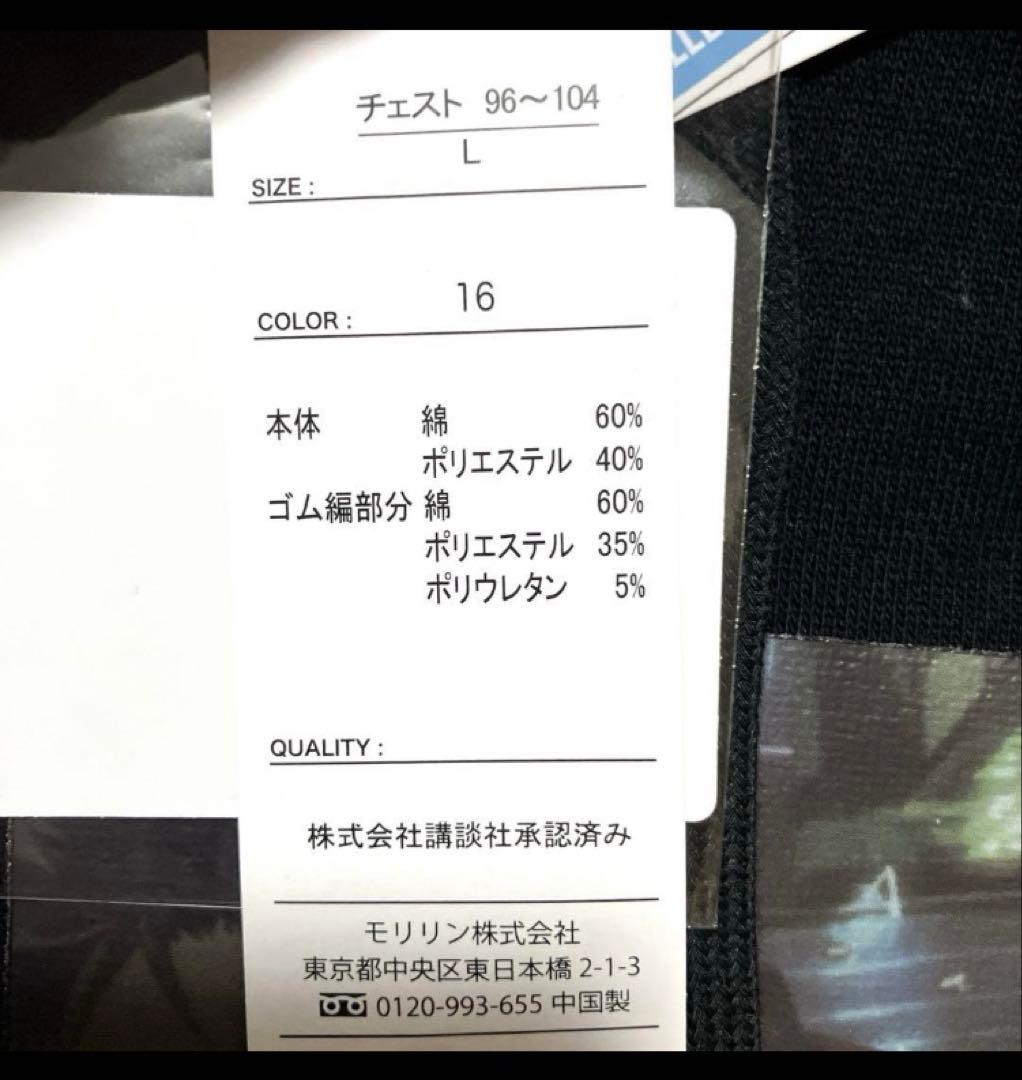 チェスト 96～104
L
SIZE :
16
COLOR :
本体 綿 60%
ポリエステル 40%
ゴム編部分 綿 60%
ポリエステル 35%
ポリウレタン 5%
QUALITY :
株式会社講談社承認済み
モリリン株式会社
東京都中央区東日本橋 2-1-3
0120-993-655 中国製